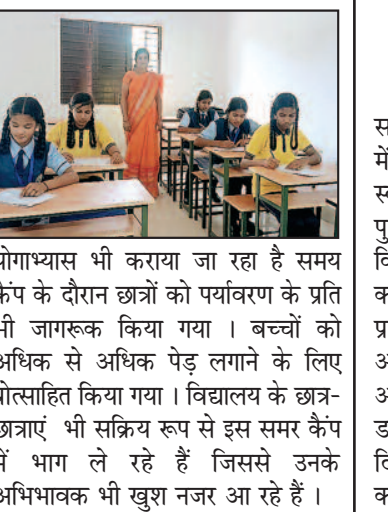 योगाभ्यास भी कराया जा रहा है समय
कैंप के दौरान छात्रों को पर्यावरण के प्रति
भी जागरूक किया गया । बच्चों को
अधिक से अधिक पेड़ लगाने के लिए
प्रोत्साहित किया गया । विद्यालय के छात्र-
छात्राएं भी सक्रिय रूप से इस समर कैंप
में भाग ले रहे हैं जिससे उनके
अभिभावक भी खुश नजर आ रहे हैं ।